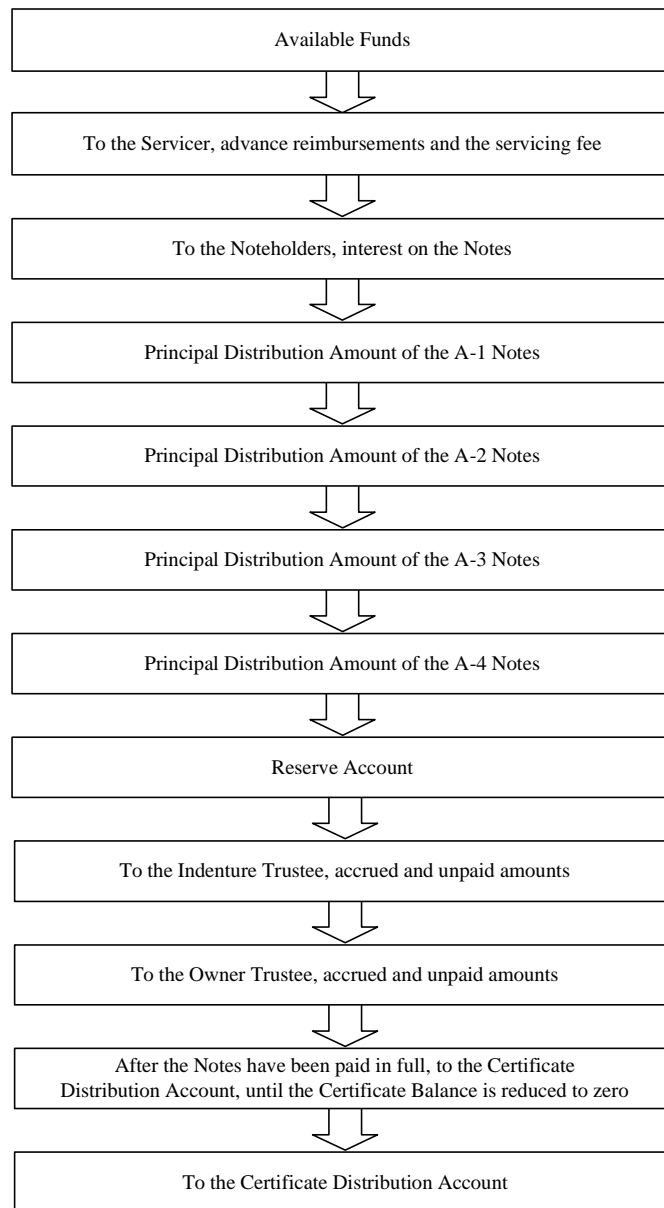 Available Funds
To the Servicer, advance reimbursements and the servicing fee
To the Noteholders, interest on the Notes
Principal Distribution Amount of the A-1 Notes
Principal Distribution Amount of the A-2 Notes
Principal Distribution Amount of the A-3 Notes
Principal Distribution Amount of the A-4 Notes
Reserve Account
To the Indenture Trustee, accrued and unpaid amounts
To the Owner Trustee, accrued and unpaid amounts
After the Notes have been paid in full, to the Certificate
Distribution Account, until the Certificate Balance is reduced to zero
To the Certificate Distribution Account